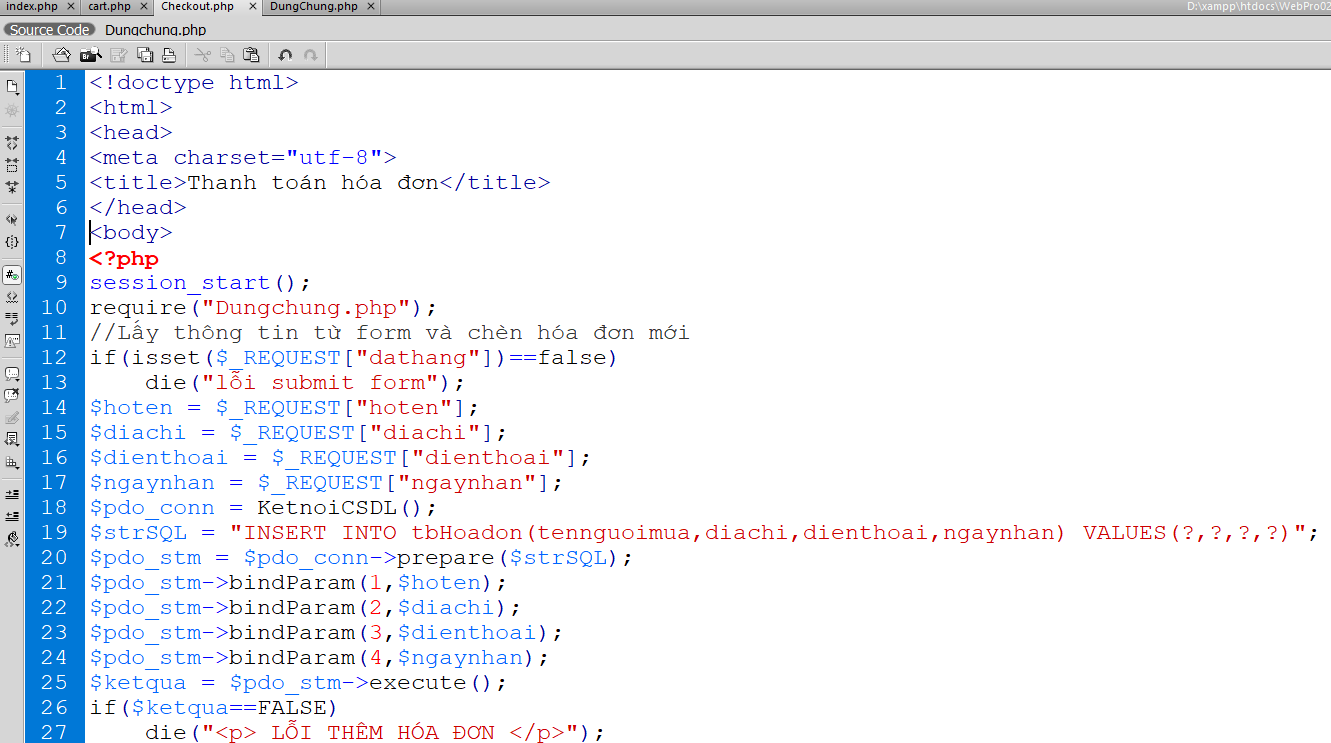 index.php × cart.php × Checkout.php × DungChung.php × D:\xampp\htdocs\WebPro02
Source Code Dungchung.php
1 <!doctype html>
2 <html>
3 <head>
4 <meta charset="utf-8">
5 <title>Thanh toán hóa đơn</title>
6 </head>
7 <body>
8 <?php
9 session_start();
10 require("Dungchung.php");
11 //Lấy thông tin từ form và chèn hóa đơn mới
12 if(isset($_REQUEST["dathang"])==false)
13     die("lỗi submit form");
14 $hoten = $_REQUEST["hoten"];
15 $diachi = $_REQUEST["diachi"];
16 $dienthoai = $_REQUEST["dienthoai"];
17 $ngaynhan = $_REQUEST["ngaynhan"];
18 $pdo_conn = KetnoiCSDL();
19 $strSQL = "INSERT INTO tbHoadon(tennguoimua,diachi,dienthoai,ngaynhan) VALUES(?,?,?,?)";
20 $pdo_stm = $pdo_conn->prepare($strSQL);
21 $pdo_stm->bindParam(1,$hoten);
22 $pdo_stm->bindParam(2,$diachi);
23 $pdo_stm->bindParam(3,$dienthoai);
24 $pdo_stm->bindParam(4,$ngaynhan);
25 $ketqua = $pdo_stm->execute();
26 if($ketqua==FALSE)
27     die("<p> LỖI THÊM HÓA ĐƠN </p>");